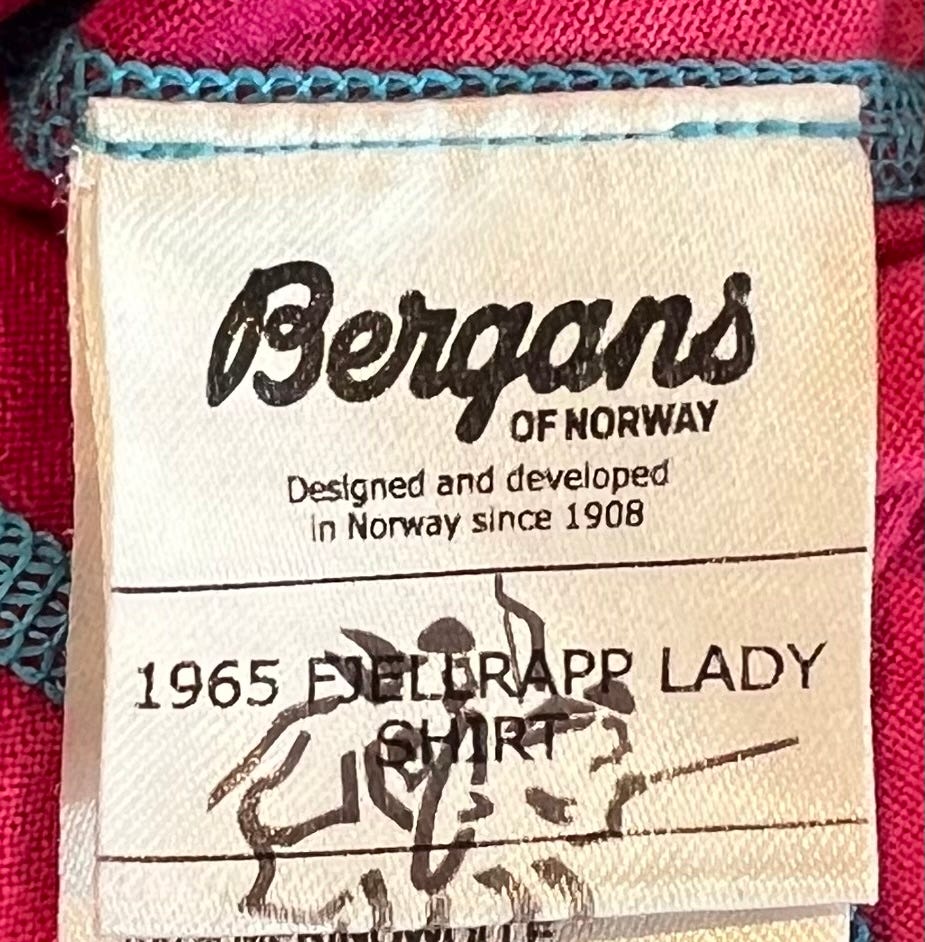 Bergans
OF NORWAY
Designed and developed
in Norway since 1908
1965 FJELLRAPP LADY
SHIRT